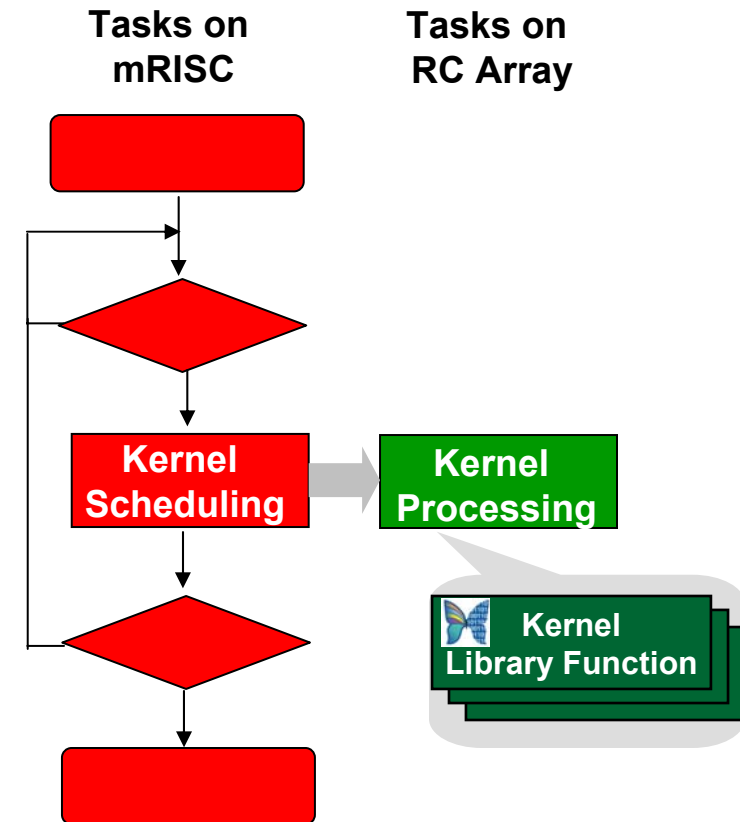 Tasks on
mRISC
Tasks on
RC Array
Kernel
Scheduling
Kernel
Processing
Kernel
Library Function